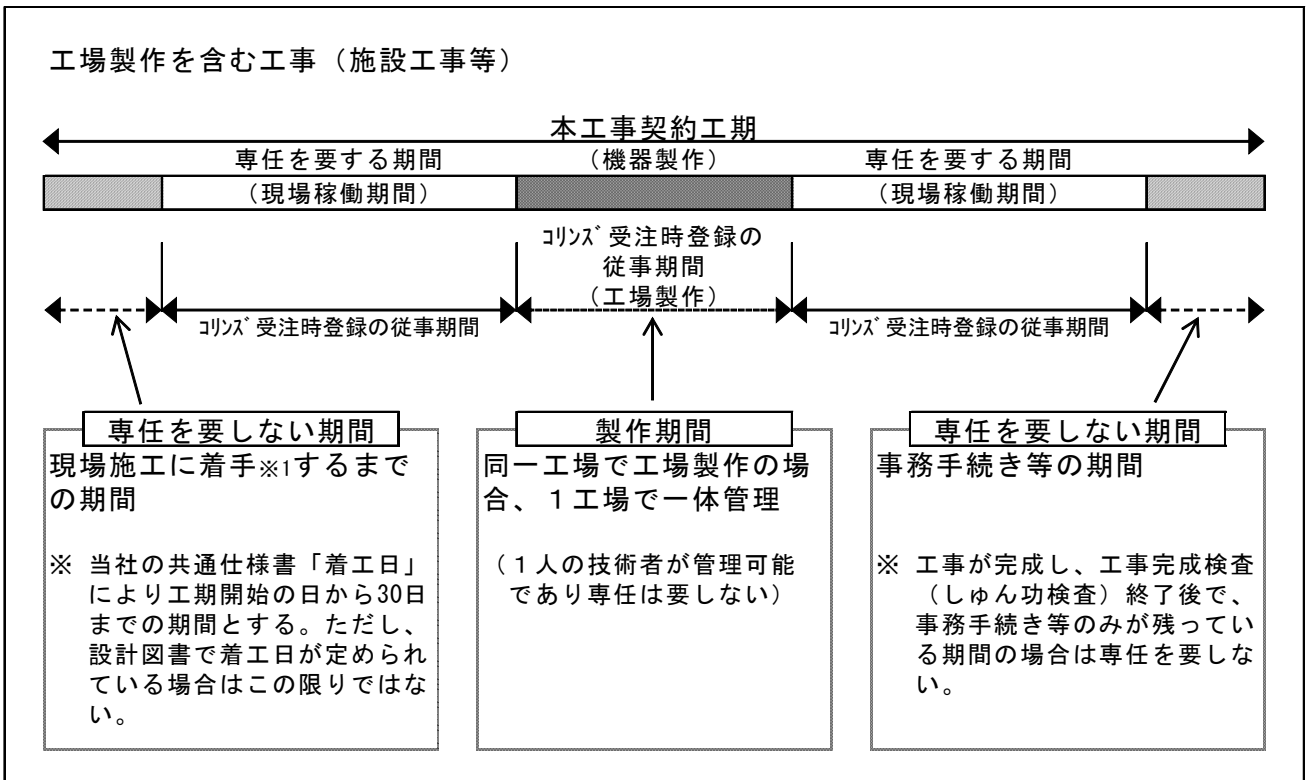 工場製作を含む工事（施設工事等）
本工事契約工期
専任を要する期間
（機器製作）
専任を要する期間
（現場稼働期間）
（現場稼働期間）
ｺﾘﾝｽﾞ受注時登録の
従事期間
（工場製作）
ｺﾘﾝｽﾞ受注時登録の従事期間
ｺﾘﾝｽﾞ受注時登録の従事期間
専任を要しない期間
現場施工に着手※1するまで
の期間
※ 当社の共通仕様書「着工日」
により工期開始の日から30日
までの期間とする。ただし、
設計図書で着工日が定められ
ている場合はこの限りではな
い。
製作期間
同一工場で工場製作の場
合、１工場で一体管理
（１人の技術者が管理可能
であり専任は要しない）
専任を要しない期間
事務手続き等の期間
※ 工事が完成し、工事完成検査
（しゅん功検査）終了後で、
事務手続き等のみが残ってい
る期間の場合は専任を要しな
い。